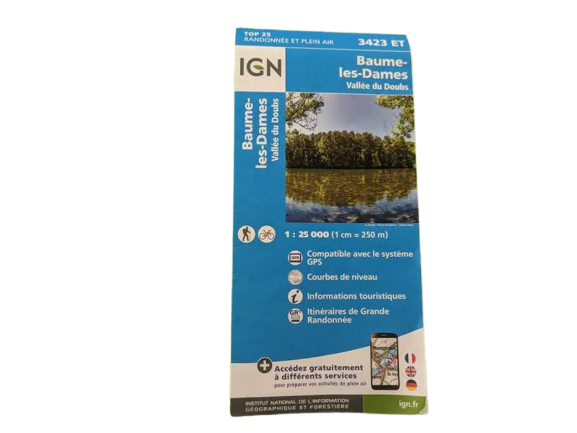 TOP 25
RANDONNÉE ET PLEIN AIR
3423 ET
IGN
Baume-
les-Dames
Vallée du Doubs
Baume-
les-Dames
Vallée du Doubs
1 : 25 000 (1 cm = 250 m)
GPS
Compatible avec le système
GPS
Courbes de niveau
Informations touristiques
GR
Itinéraires de Grande
Randonnée
Accédez gratuitement
à différents services
pour préparer vos activités de plein air
INSTITUT NATIONAL DE L'INFORMATION
GÉOGRAPHIQUE ET FORESTIÈRE
ign.fr